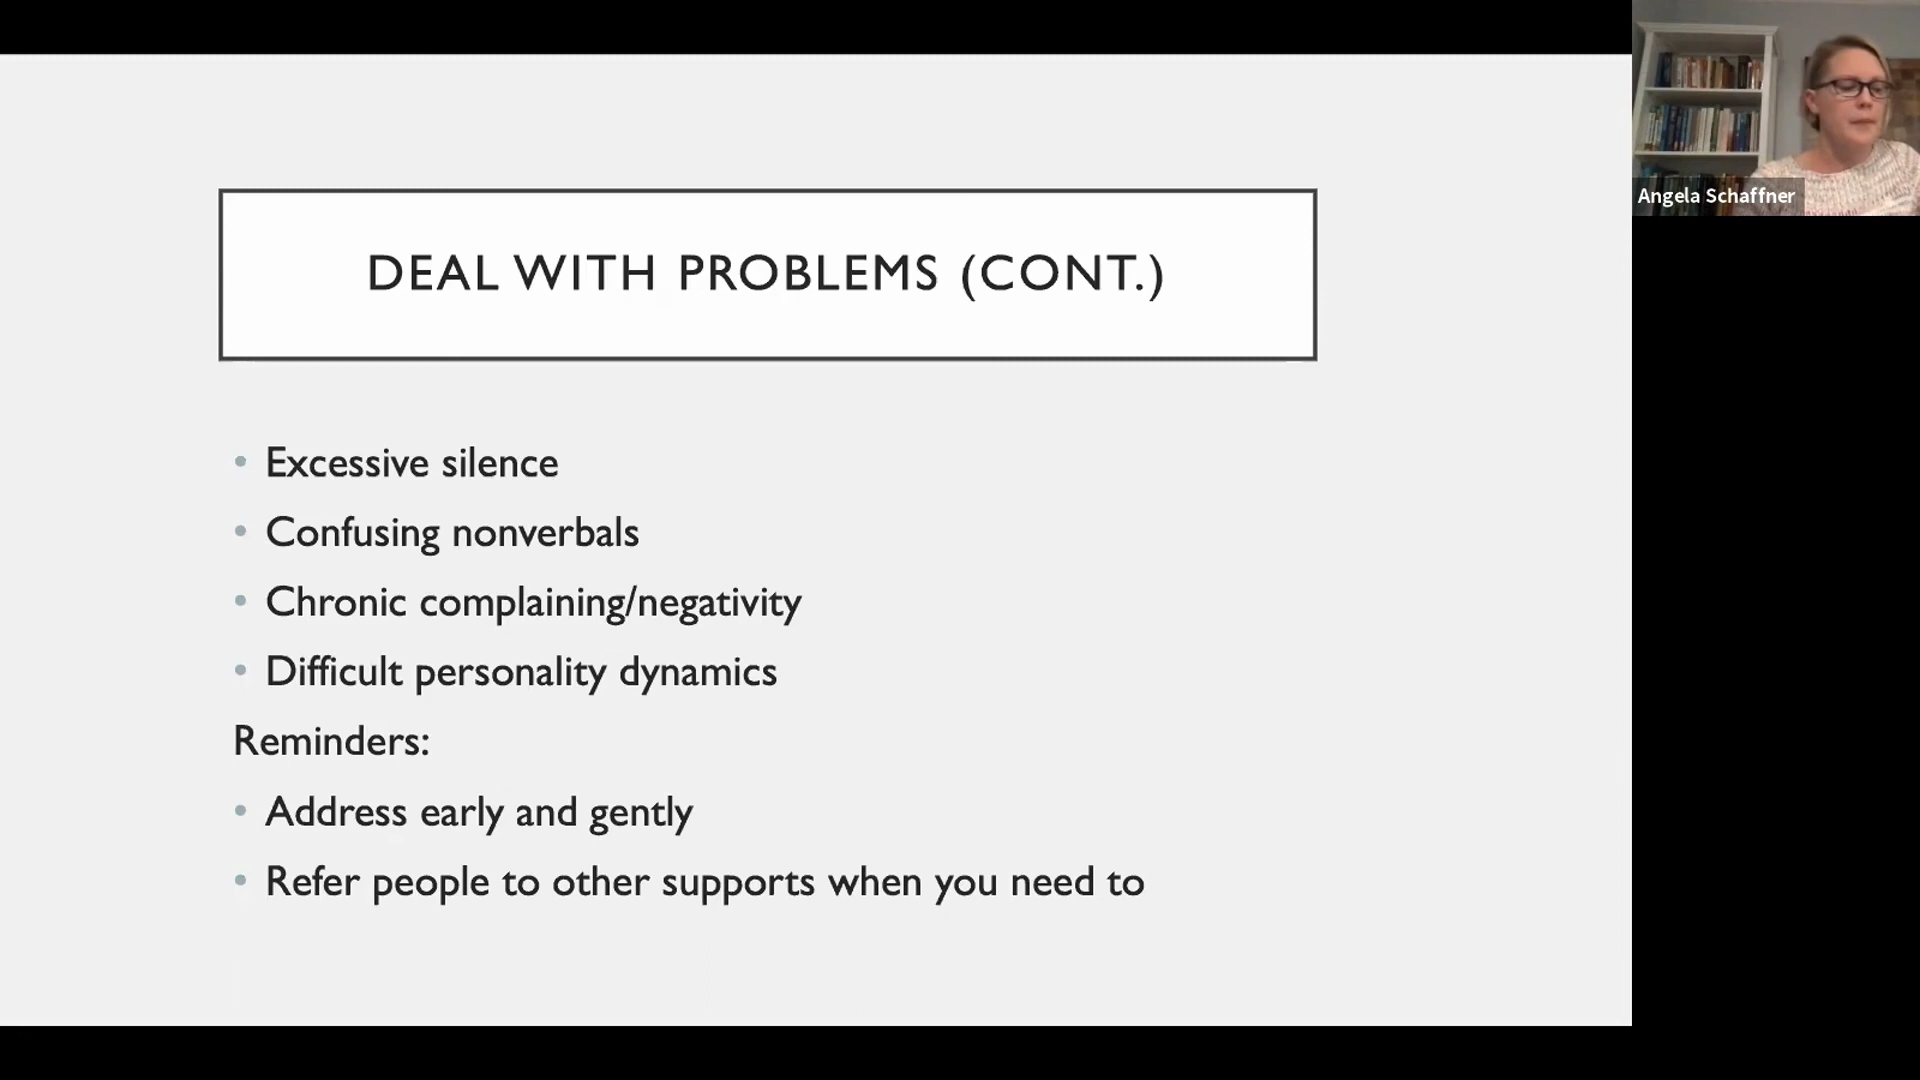 DEAL WITH PROBLEMS (CONT.)
• Excessive silence
• Confusing nonverbals
• Chronic complaining/negativity
• Difficult personality dynamics
Reminders:
• Address early and gently
• Refer people to other supports when you need to
Angela Schaffner